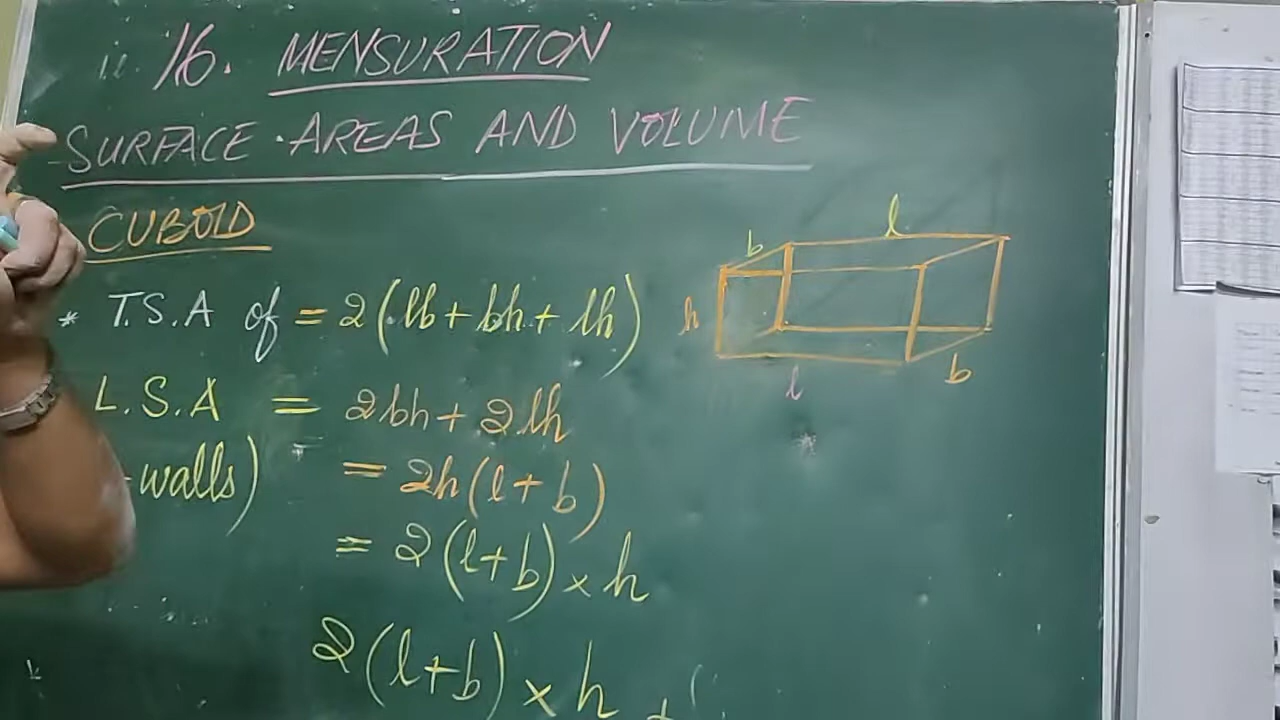 16. MENSURATION
SURFACE AREAS AND VOLUME
CUBOID
* T.S.A of = 2(lb+bh+lh)
L.S.A = 2bh+2lh
walls) = 2h(l+b)
= 2(l+b)×h
2(l+b)×h +(
b
l
h
l
b